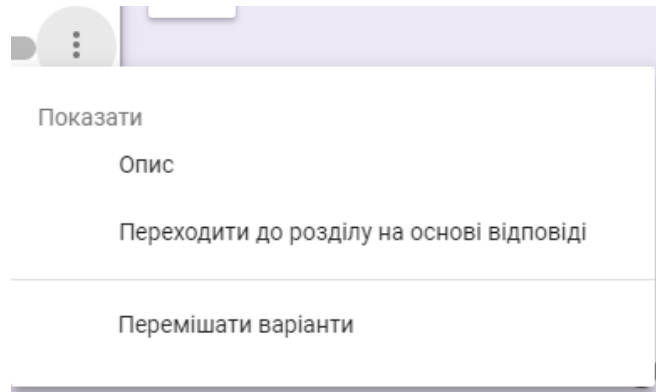 Показати
Опис
Переходити до розділу на основі відповіді
Перемішати варіанти